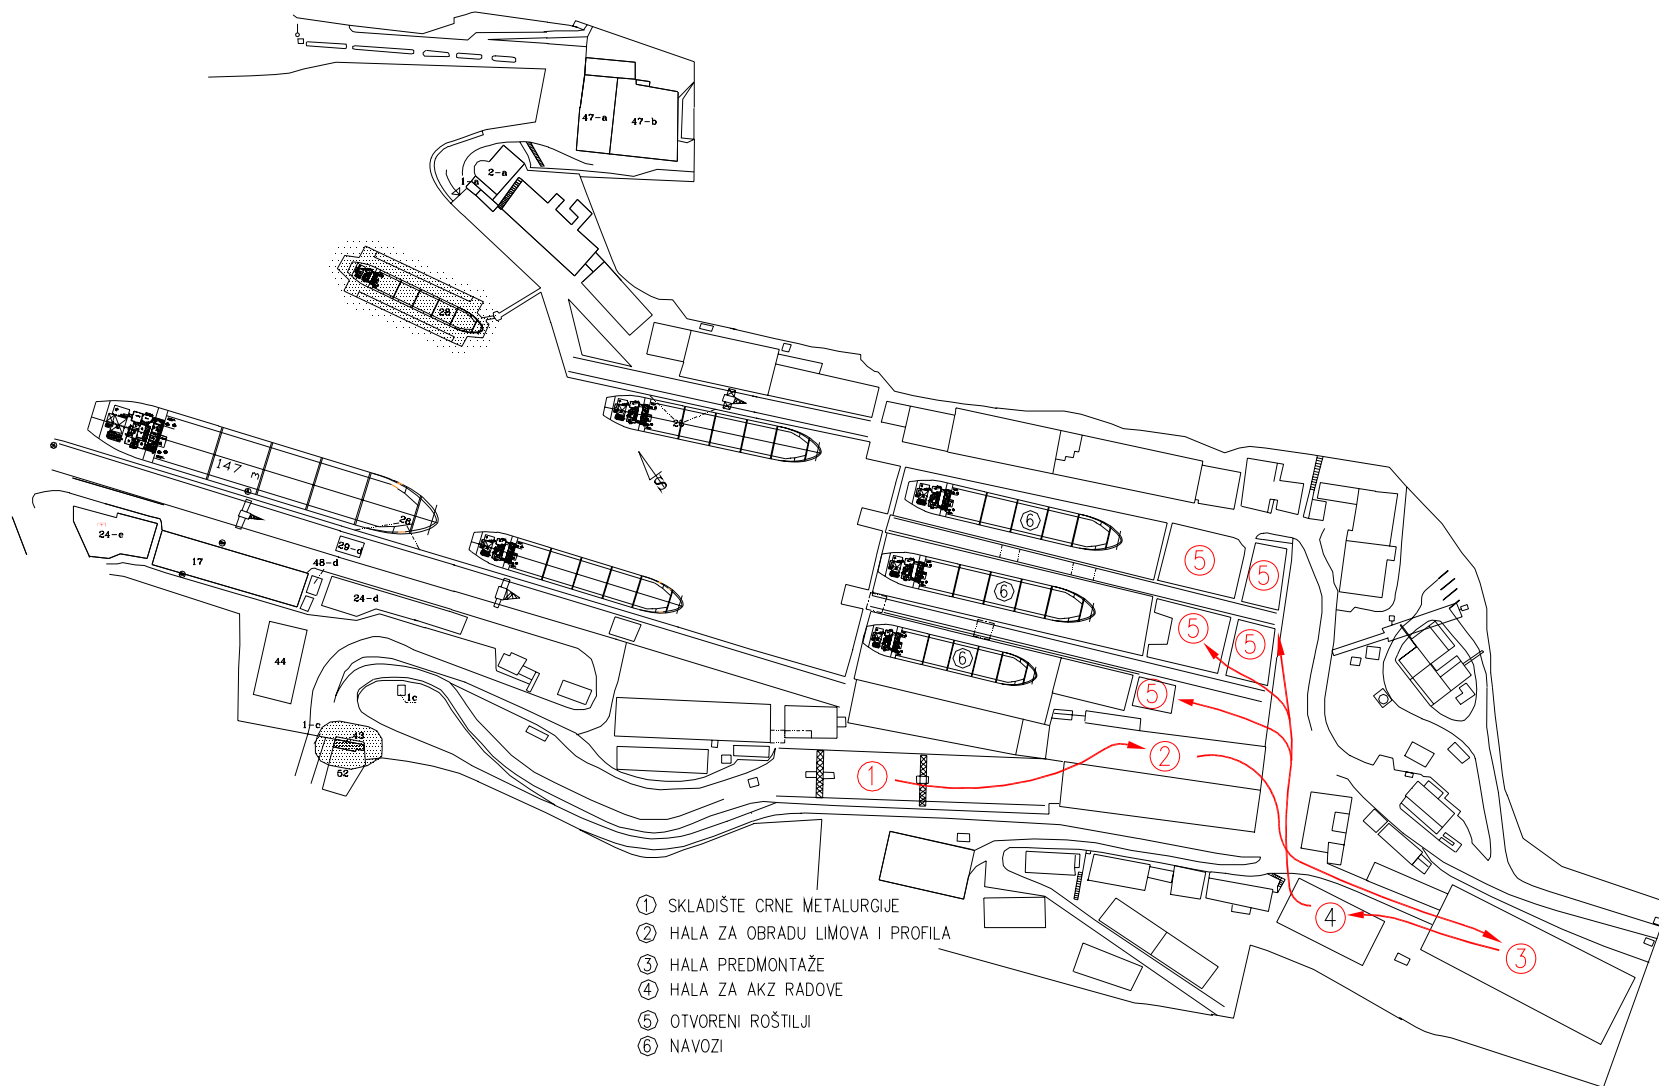 47-a
47-b
2-a
28
26
147 m
26
24-e
17
29-d
48-d
24-d
44
1c
1-c
43
52
6
6
6
5
5
5
5
5
1
2
4
3
1 SKLADIŠTE CRNE METALURGIJE
2 HALA ZA OBRADU LIMOVA I PROFILA
3 HALA PREDMONTAŽE
4 HALA ZA AKZ RADOVE
5 OTVORENI ROŠTILJI
6 NAVOZI